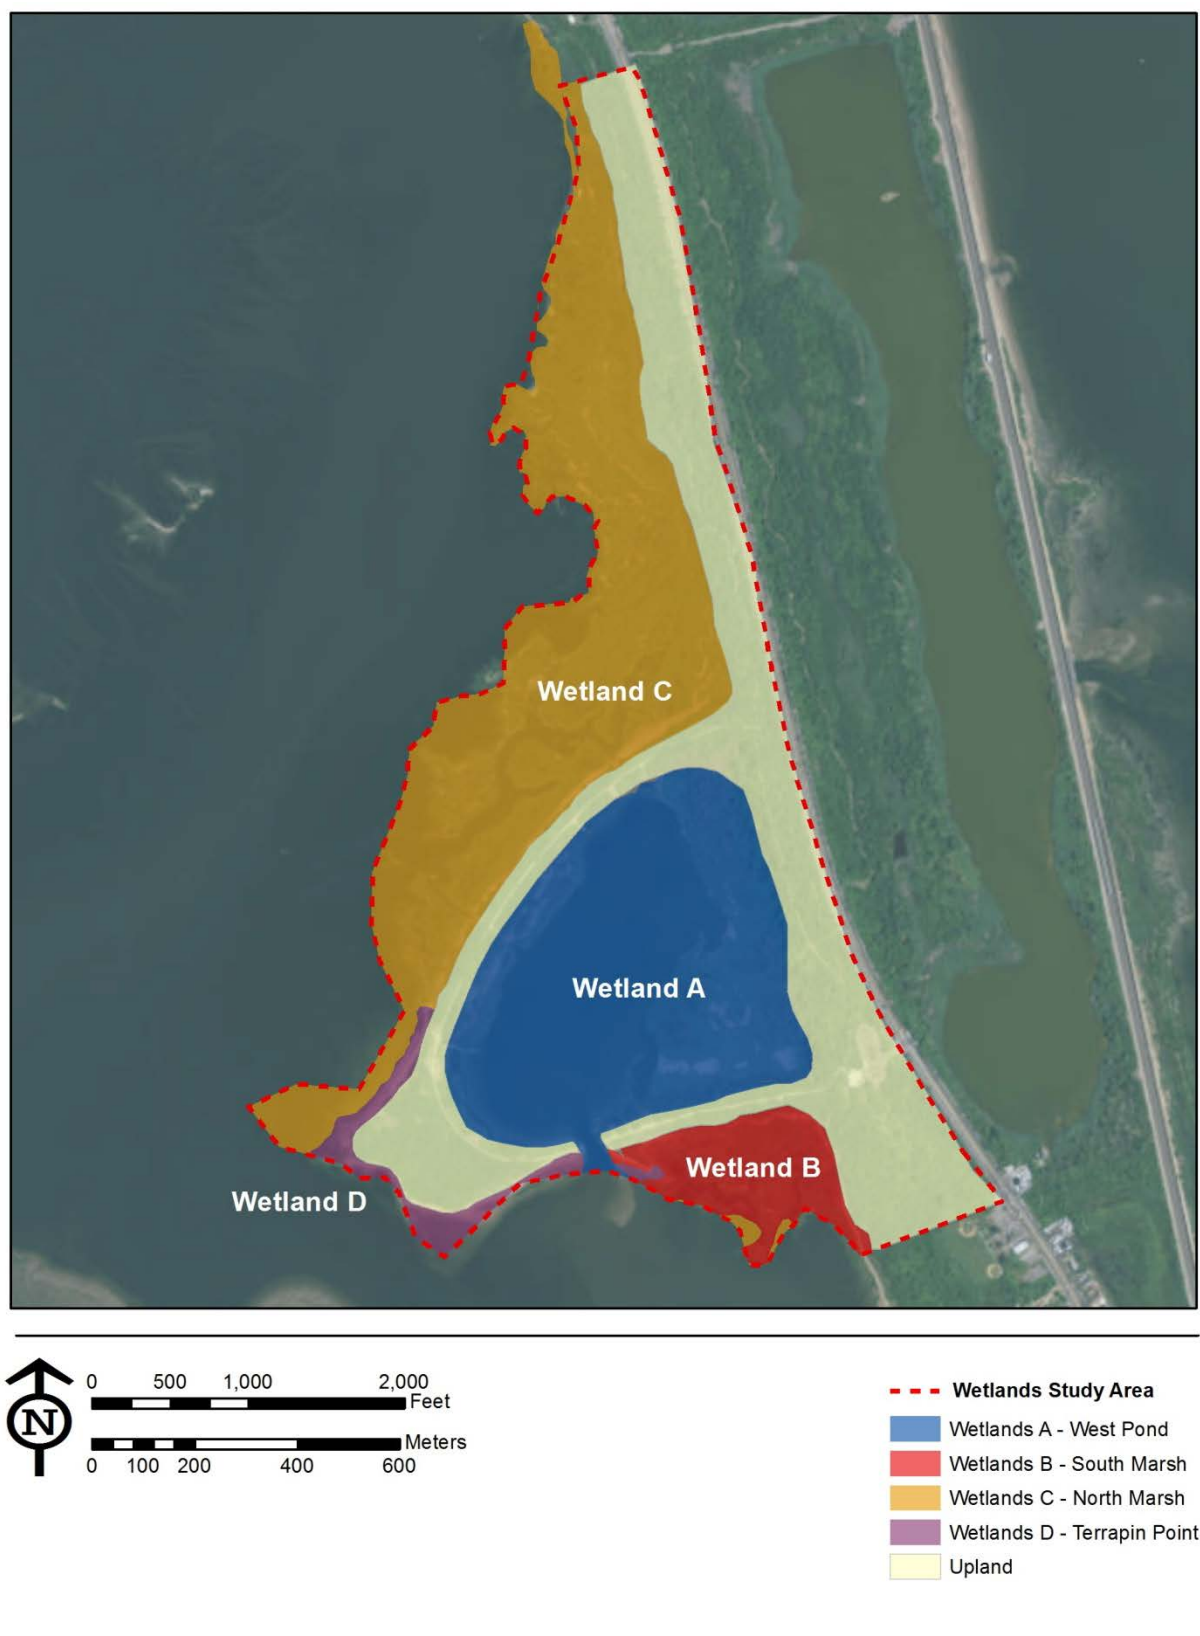 Wetland C
Wetland A
Wetland B
Wetland D
0 500 1,000 2,000
Feet
Meters
0 100 200 400 600
N
Wetlands Study Area
Wetlands A - West Pond
Wetlands B - South Marsh
Wetlands C - North Marsh
Wetlands D - Terrapin Point
Upland